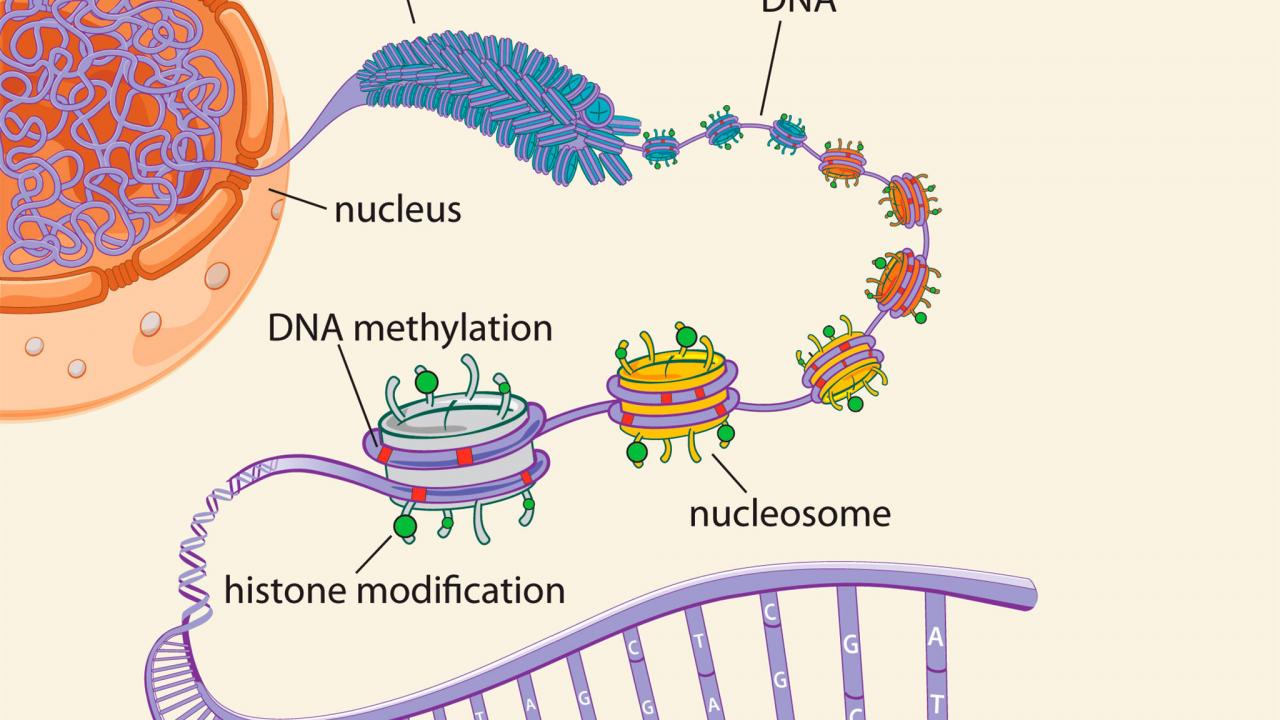 DNA
nucleus
DNA methylation
nucleosome
histone modification
C
G
A
T
C
G
C
T
A
G
A
T
G
C